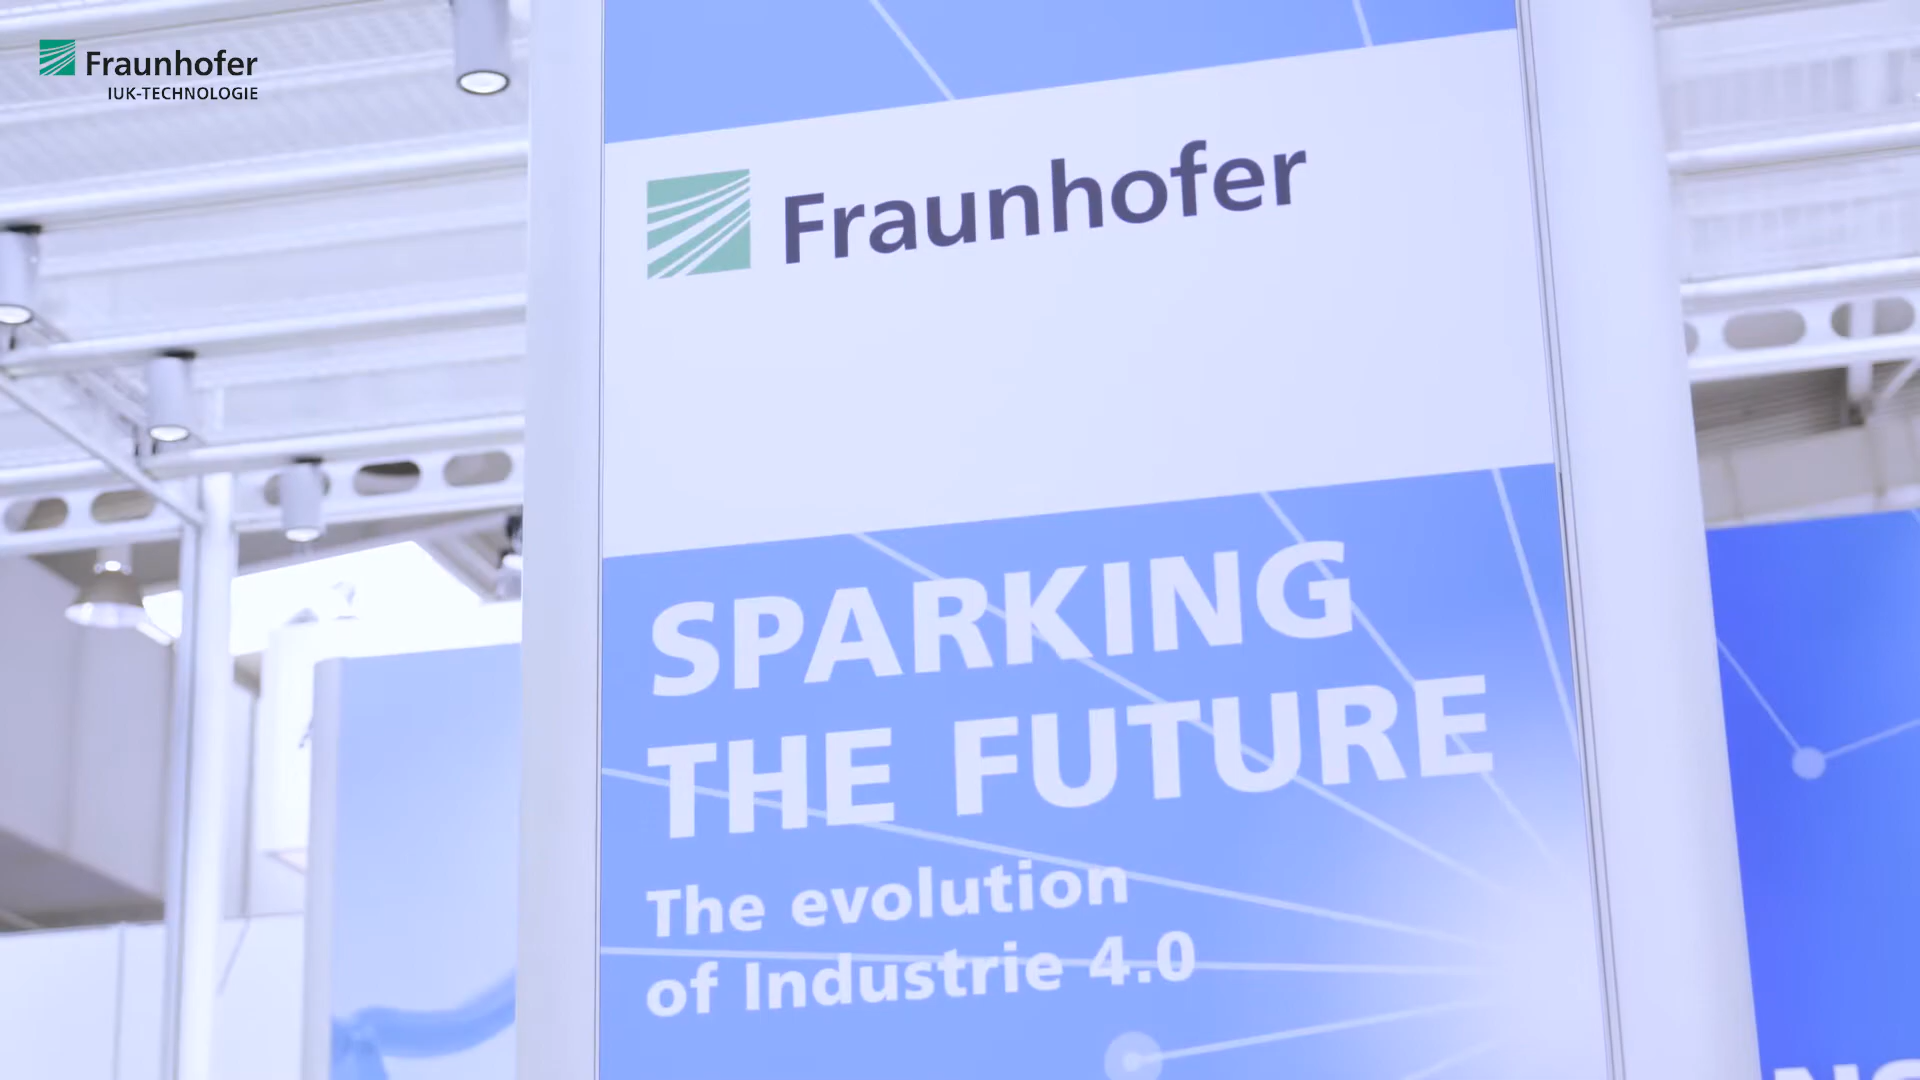 Fraunhofer
IUK-TECHNOLOGIE
Fraunhofer
SPARKING
THE FUTURE
The evolution
of Industrie 4.0